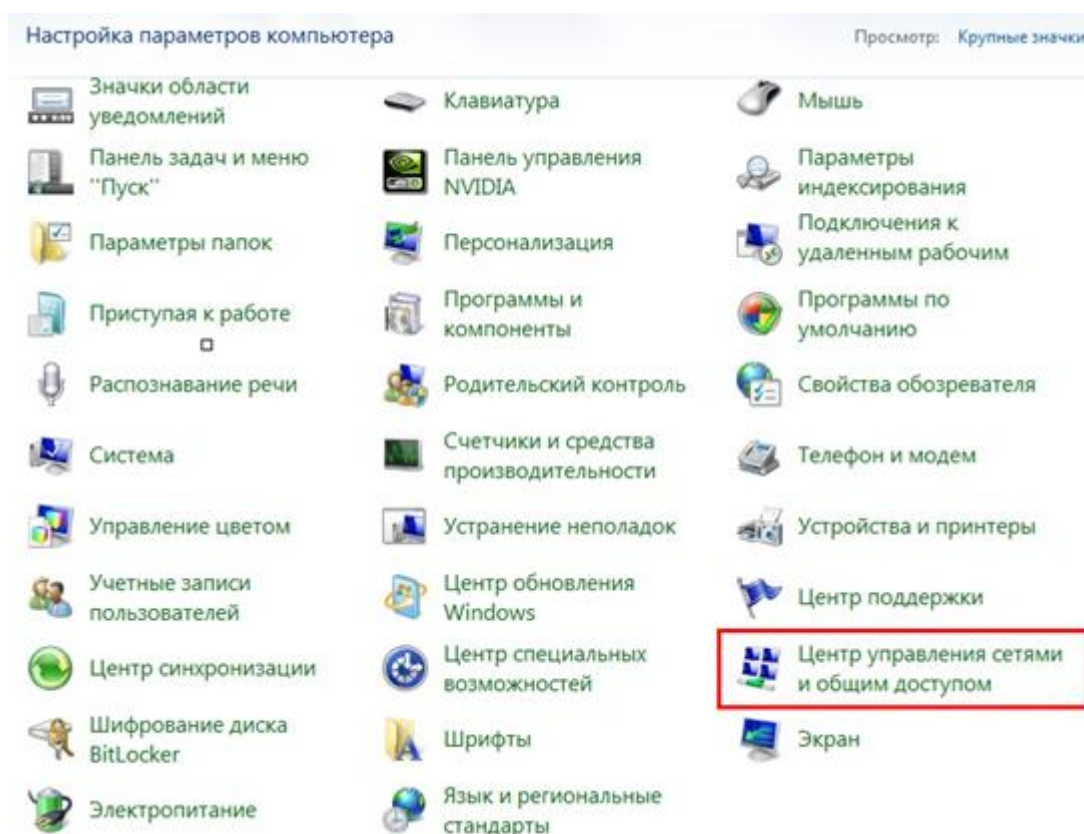 Настройка параметров компьютера
Просмотр: Крупные значки
Значки области
уведомлений
Клавиатура
Мышь
Панель задач и меню
''Пуск''
Панель управления
NVIDIA
Параметры
индексирования
Параметры папок
Персонализация
Подключения к
удаленным рабочим
Приступая к работе
Программы и
компоненты
Программы по
умолчанию
Распознавание речи
Родительский контроль
Свойства обозревателя
Система
Счетчики и средства
производительности
Телефон и модем
Управление цветом
Устранение неполадок
Устройства и принтеры
Учетные записи
пользователей
Центр обновления
Windows
Центр поддержки
Центр синхронизации
Центр специальных
возможностей
Центр управления сетями
и общим доступом
Шифрование диска
BitLocker
Шрифты
Экран
Электропитание
Язык и региональные
стандарты